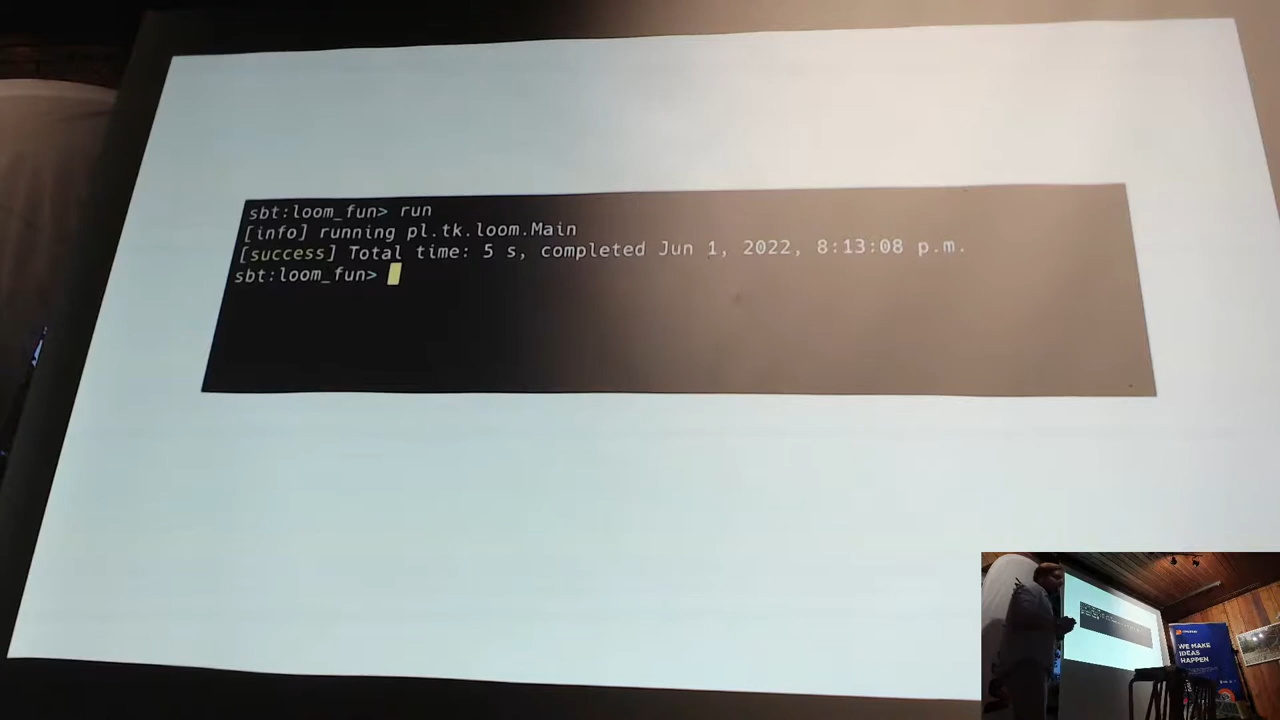 sbt:loom_fun> run
[info] running pl.tk.loom.Main
[success] Total time: 5 s, completed Jun 1, 2022, 8:13:08 p.m.
sbt:loom_fun>
WE MAKE
IDEAS
HAPPEN